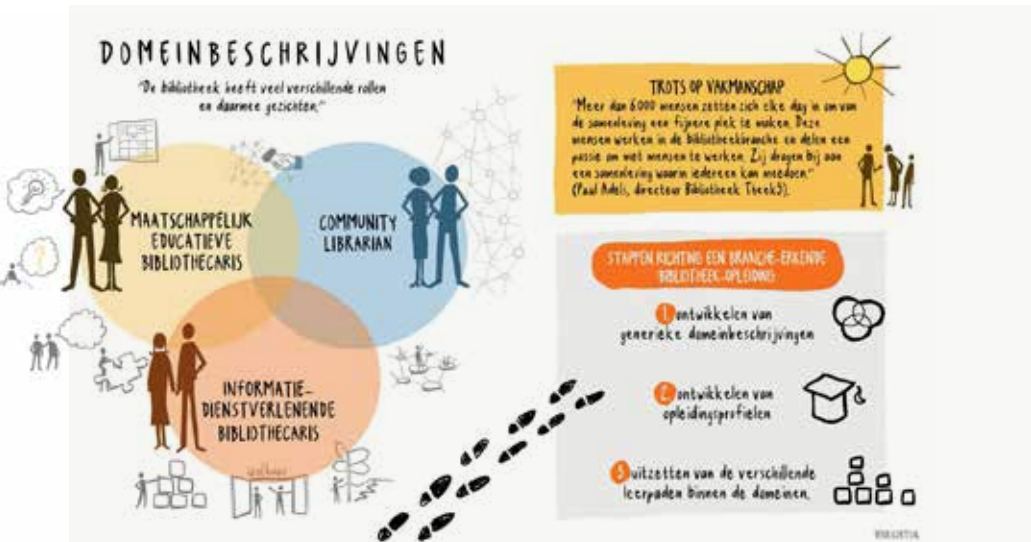 DOMEINBESCHRIJVINGEN
"De bibliotheek heeft veel verschillende rollen
en daarmee gezichten."
MAATSCHAPPELIJK
EDUCATIEVE
BIBLIOTHECARIS
COMMUNITY
LIBRARIAN
INFORMATIE-
DIENSTVERLENENDE
BIBLIOTHECARIS
TROTS OP VAKMANSCHAP
"Meer dan 6000 mensen zetten zich elke dag in om van
de samenleving een fijnere plek te maken. Deze
mensen werken in de bibliotheekbranche en delen een
passie om met mensen te werken. Zij dragen bij aan
een samenleving waarin iedereen kan meedoen."
(Paul Adels, directeur Bibliotheek Theek5).
STAPPEN RICHTING EEN BRANCHE-ERKENDE
BIBLIOTHEEK-OPLEIDING
1 ontwikkelen van
generieke domeinbeschrijvingen
2 ontwikkelen van
opleidingsprofielen
3 uitzetten van de verschillende
leerpaden binnen de domeinen.